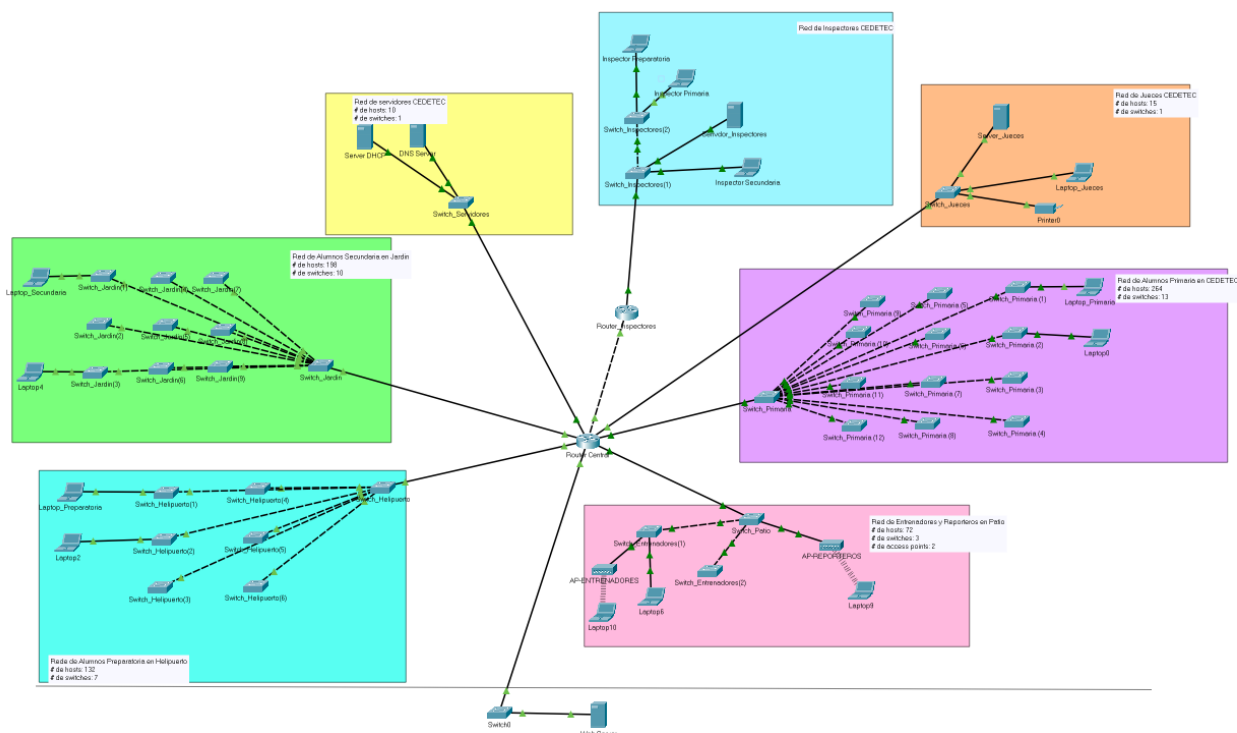 Red de Inspectores CEDETEC
Inspector Preparatoria
Inspector Primaria
Switch_Inspectores(2)
Servidor_Inspectores
Switch_Inspectores(1)
Inspector Secundaria
Red de servidores CEDETEC
# de hosts: 10
# de switches: 1
Server DHCP
DNS Server
Switch_Servidores
Red de Jueces CEDETEC
# de hosts: 15
# de switches: 1
Server_Jueces
Laptop_Jueces
Switch_Jueces
Printer0
Red de Alumnos Secundaria en Jardin
# de hosts: 198
# de switches: 10
Laptop_Secundaria
Switch_Jardin(1)
Switch_Jardin(7)
Switch_Jardin(2)
Laptop4
Switch_Jardin(3)
Switch_Jardin(6)
Switch_Jardin(9)
Switch_Jardin
Router_Inspectores
Red de Alumnos Primaria en CEDETEC
# de hosts: 264
# de switches: 13
Switch_Primaria (9)
Switch_Primaria (5)
Switch_Primaria (1)
Laptop_Primaria
Switch_Primaria (10)
Switch_Primaria (2)
Laptop0
Switch_Primaria (11)
Switch_Primaria (7)
Switch_Primaria (3)
Switch_Primaria
Switch_Primaria (12)
Switch_Primaria (8)
Switch_Primaria (4)
Router Central
Laptop_Preparatoria
Switch_Helipuerto(1)
Switch_Helipuerto(4)
Switch_Helipuerto
Laptop2
Switch_Helipuerto(2)
Switch_Helipuerto(5)
Switch_Helipuerto(3)
Switch_Helipuerto(6)
Rede de Alumnos Preparatoria en Helipuerto
# de hosts: 132
# de switches: 7
Red de Entrenadores y Reporteros en Patio
# de hosts: 72
# de switches: 3
# de access points: 2
Switch_Entrenadores(1)
Switch_Patio
AP-REPORTEROS
AP-ENTRENADORES
Switch_Entrenadores(2)
Laptop6
Laptop9
Laptop10
Switch0